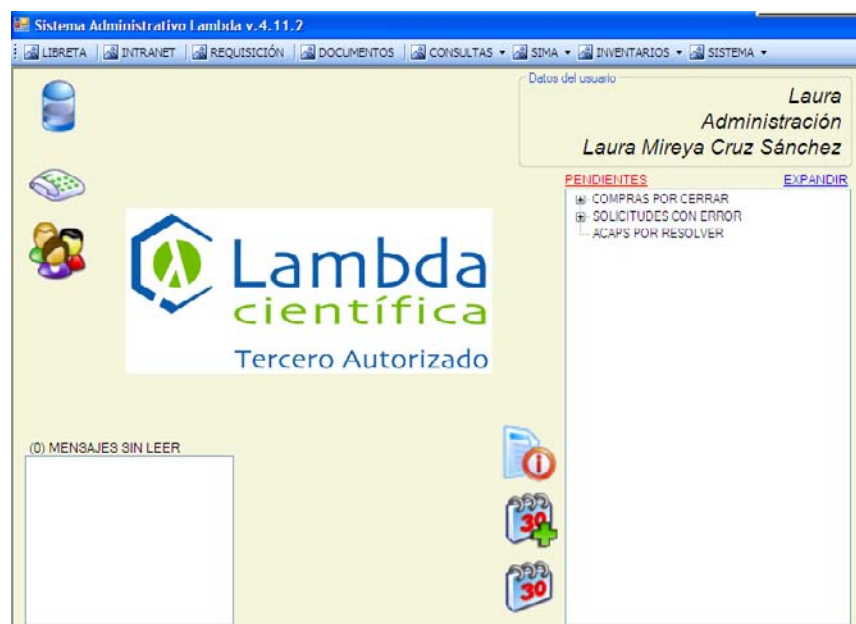 Sistema Administrativo Lambda v.4.11.2
LIBRETA INTRANET REQUISICIÓN DOCUMENTOS CONSULTAS SIMA INVENTARIOS SISTEMA
Datos del usuario
Laura
Administración
Laura Mireya Cruz Sánchez
PENDIENTES EXPANDIR
COMPRAS POR CERRAR
SOLICITUDES CON ERROR
ACAPS POR RESOLVER
Lambda
científica
Tercero Autorizado
(0) MENSAJES SIN LEER
30
30